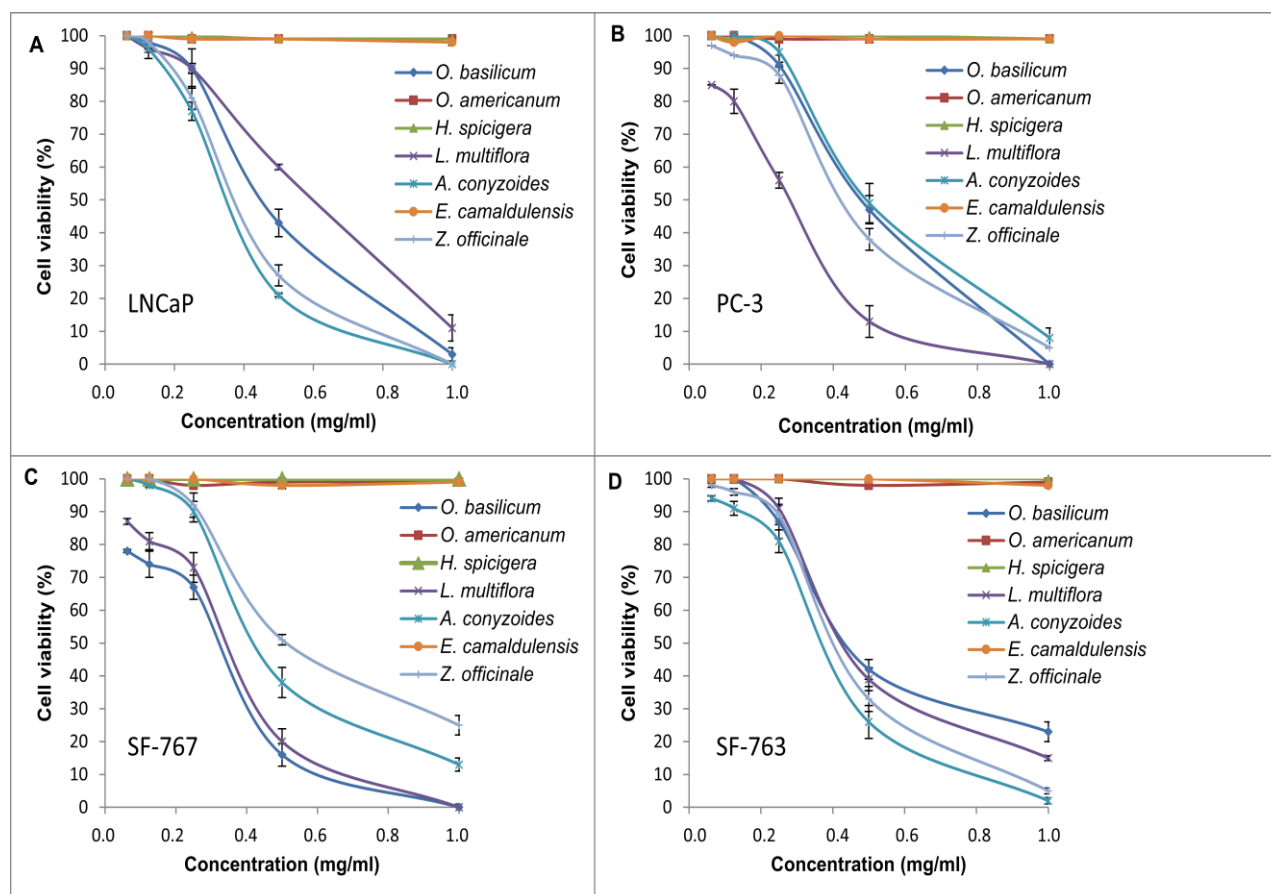 A
100
90
80
70
60
50
40
30
20
10
0
Cell viability (%)
O. basilicum
O. americanum
H. spicigera
L. multiflora
A. conyzoides
E. camaldulensis
Z. officinale
LNCaP
0.0 0.2 0.4 0.6 0.8 1.0
Concentration (mg/ml)
B
100
90
80
70
60
50
40
30
20
10
0
Cell viability (%)
O. basilicum
O. americanum
H. spicigera
L. multiflora
A. conyzoides
E. camaldulensis
Z. officinale
PC-3
0.0 0.2 0.4 0.6 0.8 1.0
Concentration (mg/ml)
C
100
90
80
70
60
50
40
30
20
10
0
Cell viability (%)
O. basilicum
O. americanum
H. spicigera
L. multiflora
A. conyzoides
E. camaldulensis
Z. officinale
SF-767
0.0 0.2 0.4 0.6 0.8 1.0
Concentration (mg/ml)
D
100
90
80
70
60
50
40
30
20
10
0
Cell viability (%)
O. basilicum
O. americanum
H. spicigera
L. multiflora
A. conyzoides
E. camaldulensis
Z. officinale
SF-763
0.0 0.2 0.4 0.6 0.8 1.0
Concentration (mg/ml)